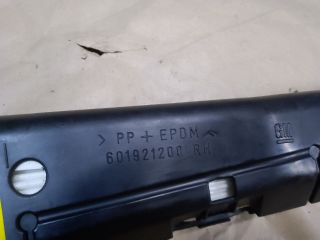 > PP + EPDM <
601921200 RH
GM